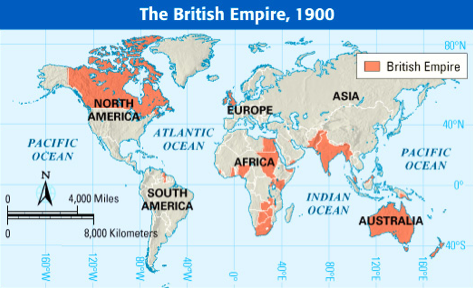 The British Empire, 1900
80°N
British Empire
ASIA
EUROPE
NORTH
AMERICA
40°N
ATLANTIC
OCEAN
PACIFIC
OCEAN
PACIFIC
OCEAN
AFRICA
N
0°
0 4,000 Miles
SOUTH
AMERICA
INDIAN
OCEAN
AUSTRALIA
0 8,000 Kilometers
40°S
160°W
120°W
80°W
40°W
0°
40°E
80°E
120°E
160°E